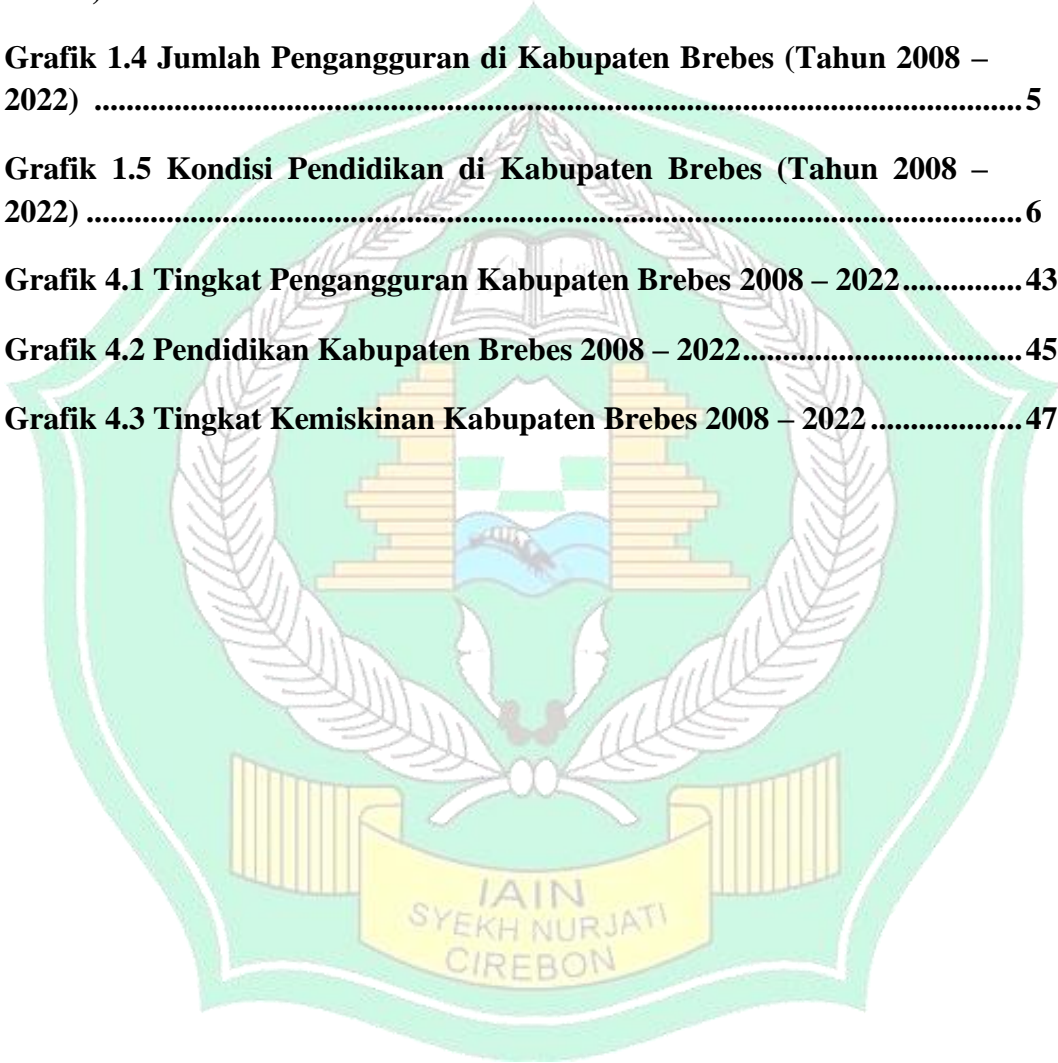 Grafik 1.4 Jumlah Pengangguran di Kabupaten Brebes (Tahun 2008 –
2022) ........................................................................................................................ 5
Grafik 1.5 Kondisi Pendidikan di Kabupaten Brebes (Tahun 2008 –
2022) ........................................................................................................................ 6
Grafik 4.1 Tingkat Pengangguran Kabupaten Brebes 2008 – 2022 ............... 43
Grafik 4.2 Pendidikan Kabupaten Brebes 2008 – 2022 ................................... 45
Grafik 4.3 Tingkat Kemiskinan Kabupaten Brebes 2008 – 2022 ................... 47
IAIN
SYEKH NURJATI
CIREBON